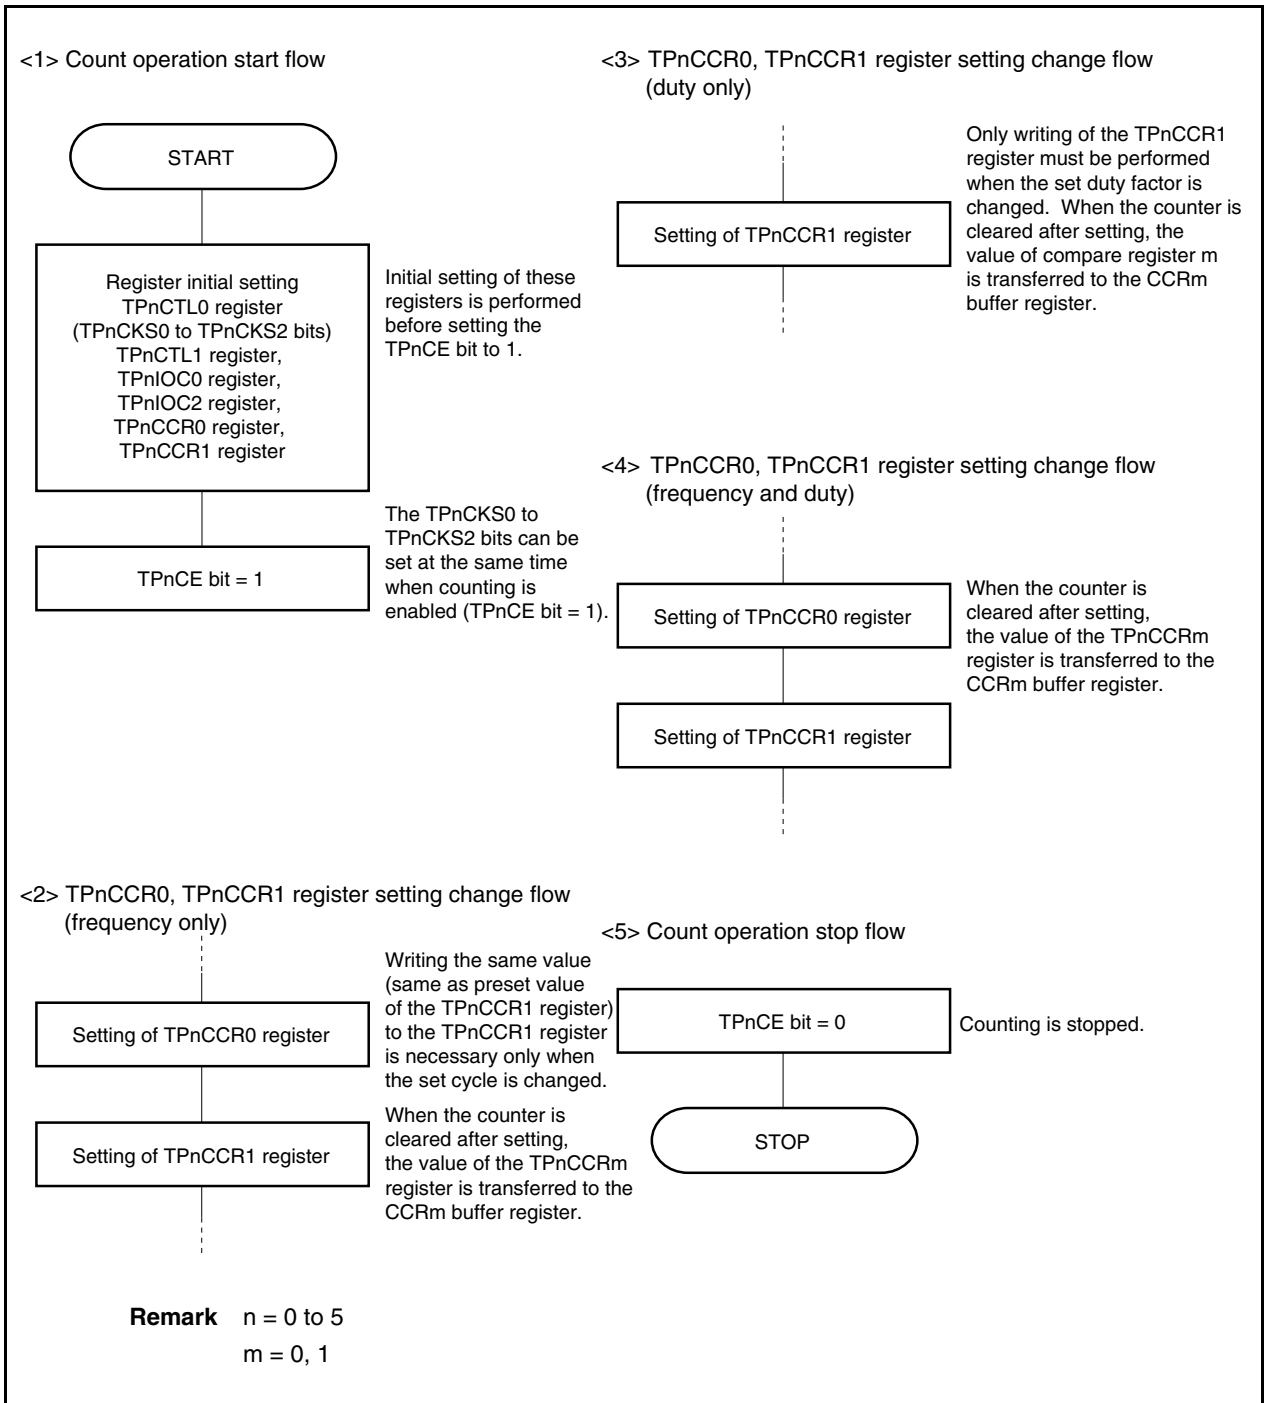 <1> Count operation start flow
START
Register initial setting
TPnCTL0 register
(TPnCKS0 to TPnCKS2 bits)
TPnCTL1 register,
TPnIOC0 register,
TPnIOC2 register,
TPnCCR0 register,
TPnCCR1 register
Initial setting of these
registers is performed
before setting the
TPnCE bit to 1.
TPnCE bit = 1
The TPnCKS0 to
TPnCKS2 bits can be
set at the same time
when counting is
enabled (TPnCE bit = 1).
<2> TPnCCR0, TPnCCR1 register setting change flow
(frequency only)
Setting of TPnCCR0 register
Writing the same value
(same as preset value
of the TPnCCR1 register)
to the TPnCCR1 register
is necessary only when
the set cycle is changed.
Setting of TPnCCR1 register
When the counter is
cleared after setting,
the value of the TPnCCRm
register is transferred to the
CCRm buffer register.
<3> TPnCCR0, TPnCCR1 register setting change flow
(duty only)
Setting of TPnCCR1 register
Only writing of the TPnCCR1
register must be performed
when the set duty factor is
changed. When the counter is
cleared after setting, the
value of compare register m
is transferred to the CCRm
buffer register.
<4> TPnCCR0, TPnCCR1 register setting change flow
(frequency and duty)
Setting of TPnCCR0 register
When the counter is
cleared after setting,
the value of the TPnCCRm
register is transferred to the
CCRm buffer register.
Setting of TPnCCR1 register
<5> Count operation stop flow
TPnCE bit = 0
Counting is stopped.
STOP
Remark n = 0 to 5
m = 0, 1